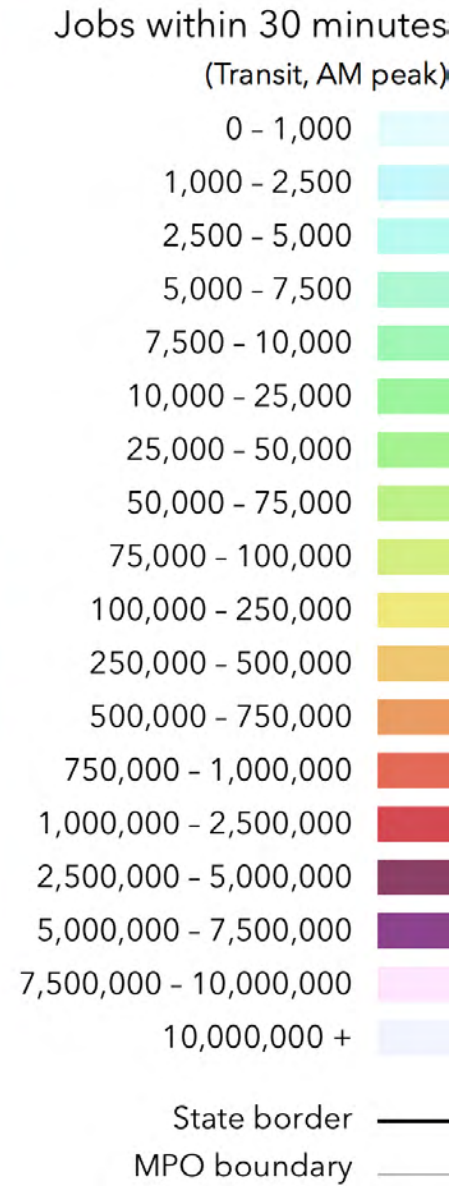 Jobs within 30 minutes
(Transit, AM peak)
0 – 1,000
1,000 – 2,500
2,500 – 5,000
5,000 – 7,500
7,500 – 10,000
10,000 – 25,000
25,000 – 50,000
50,000 – 75,000
75,000 – 100,000
100,000 – 250,000
250,000 – 500,000
500,000 – 750,000
750,000 – 1,000,000
1,000,000 – 2,500,000
2,500,000 – 5,000,000
5,000,000 – 7,500,000
7,500,000 – 10,000,000
10,000,000 +
State border
MPO boundary